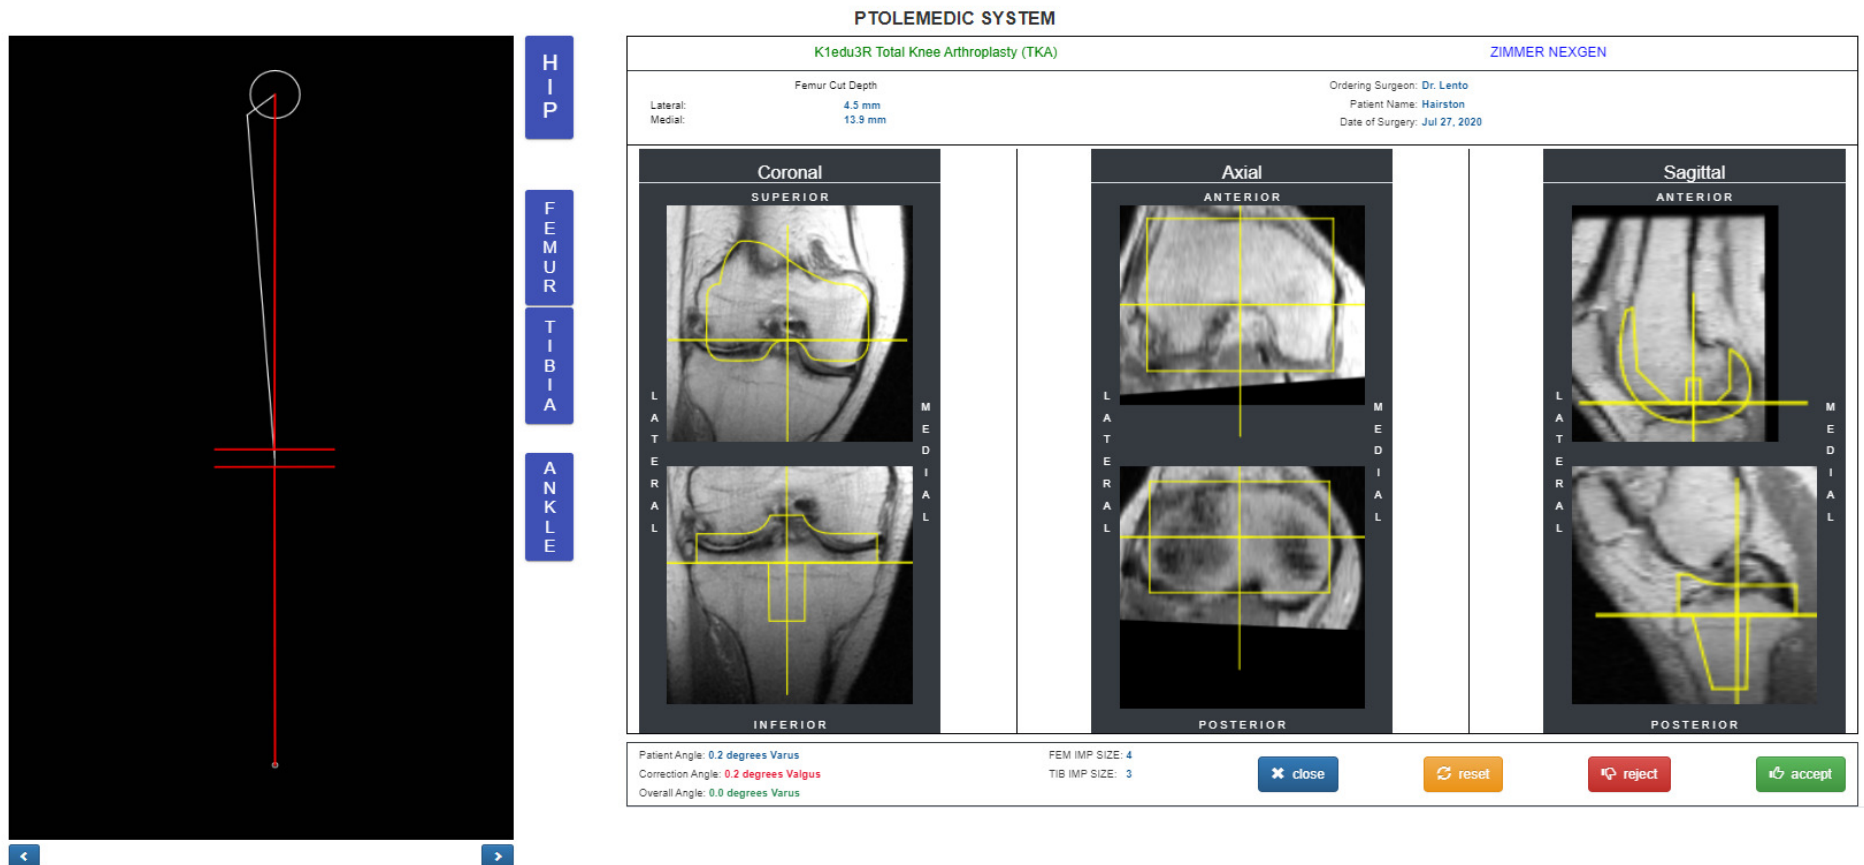 PTOLEMEDIC SYSTEM
HIP
FEMUR
TIBIA
ANKLE
K1edu3R Total Knee Arthroplasty (TKA)
ZIMMER NEXGEN
Femur Cut Depth
Lateral: 4.5 mm
Medial: 13.9 mm
Ordering Surgeon: Dr. Lento
Patient Name: Hairston
Date of Surgery: Jul 27, 2020
Coronal
SUPERIOR
LATERAL
MEDIAL
INFERIOR
Axial
ANTERIOR
LATERAL
MEDIAL
POSTERIOR
Sagittal
ANTERIOR
LATERAL
MEDIAL
POSTERIOR
Patient Angle: 0.2 degrees Varus
Correction Angle: 0.2 degrees Valgus
Overall Angle: 0.0 degrees Varus
FEM IMP SIZE: 4
TIB IMP SIZE: 3
close
reset
reject
accept